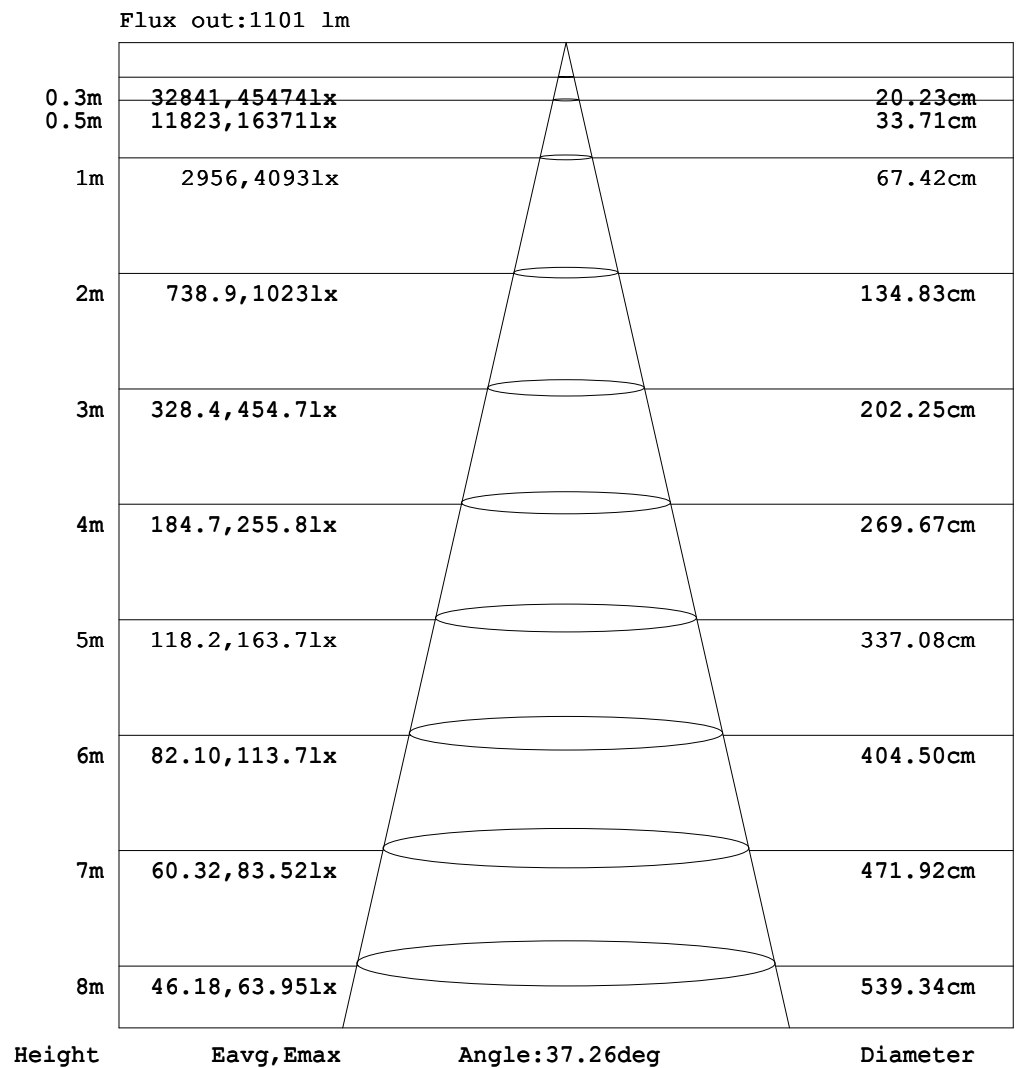 Flux out:1101 lm
0.3m 32841,45474lx 20.23cm
0.5m 11823,16371lx 33.71cm
1m 2956,4093lx 67.42cm
2m 738.9,1023lx 134.83cm
3m 328.4,454.7lx 202.25cm
4m 184.7,255.8lx 269.67cm
5m 118.2,163.7lx 337.08cm
6m 82.10,113.7lx 404.50cm
7m 60.32,83.52lx 471.92cm
8m 46.18,63.95lx 539.34cm
Height Eavg,Emax Angle:37.26deg Diameter